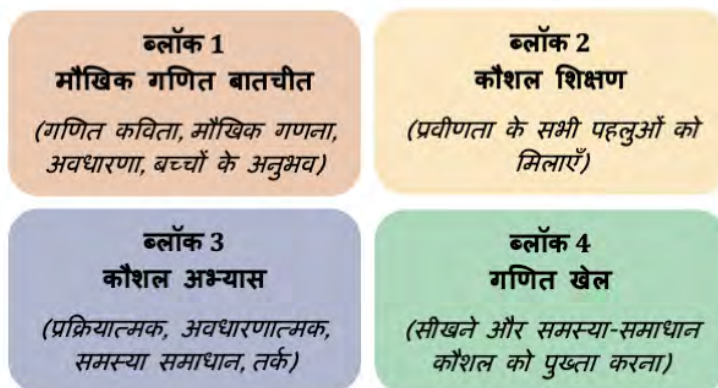 ब्लॉक 1
मौखिक गणित बातचीत
(गणित कविता, मौखिक गणना,
अवधारणा, बच्चों के अनुभव)
ब्लॉक 2
कौशल शिक्षण
(प्रवीणता के सभी पहलुओं को
मिलाएँ)
ब्लॉक 3
कौशल अभ्यास
(प्रक्रियात्मक, अवधारणात्मक,
समस्या समाधान, तर्क)
ब्लॉक 4
गणित खेल
(सीखने और समस्या-समाधान
कौशल को पुख्ता करना)